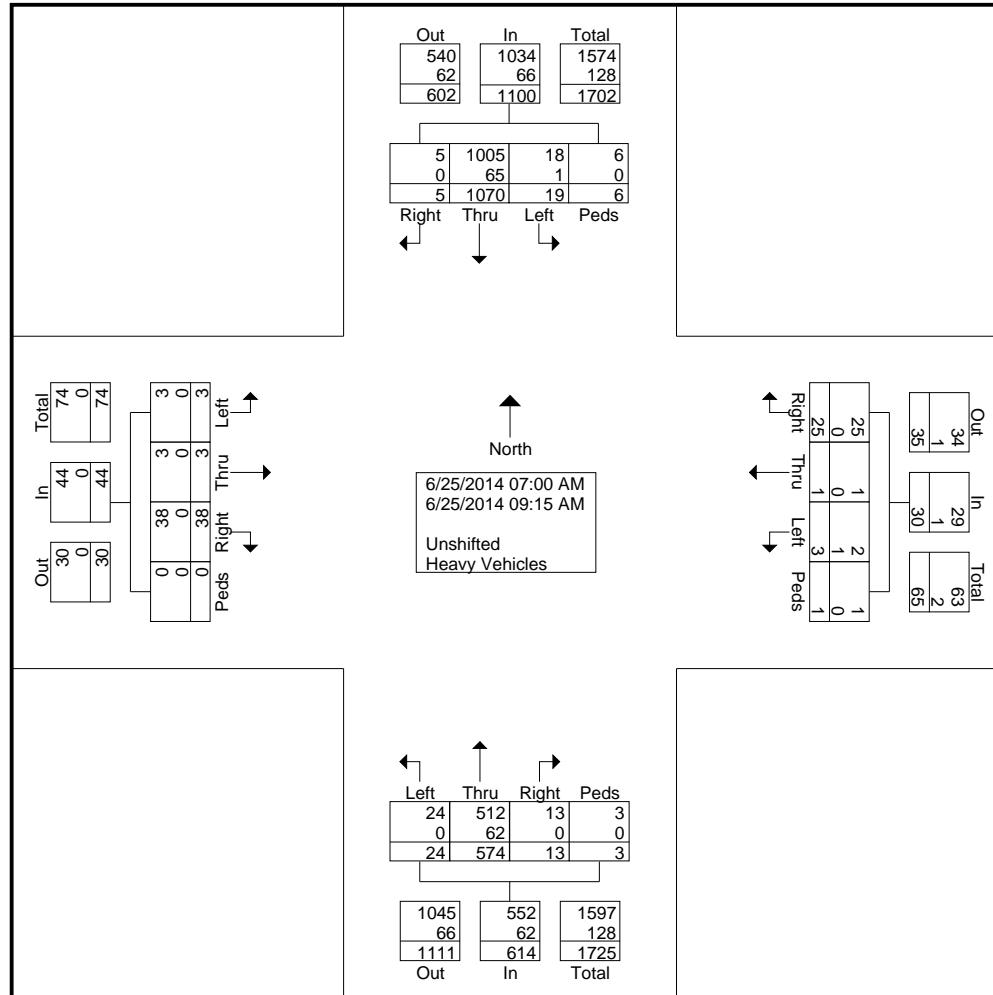 Out In Total
540 1034 1574
62 66 128
602 1100 1702
5 1005 18 6
0 65 1 0
5 1070 19 6
Right Thru Left Peds
Total In Out
74 44 30
0 0 0
74 44 30
3 3 38 0
0 0 0 0
3 3 38 0
Left Thru Right Peds
North
6/25/2014 07:00 AM
6/25/2014 09:15 AM
Unshifted
Heavy Vehicles
Right Thru Left Peds
25 1 3 1
0 0 1 0
25 1 2 1
Out In Total
34 29 63
1 1 2
35 30 65
Left Thru Right Peds
24 512 13 3
0 62 0 0
24 574 13 3
1045 552 1597
66 62 128
1111 614 1725
Out In Total